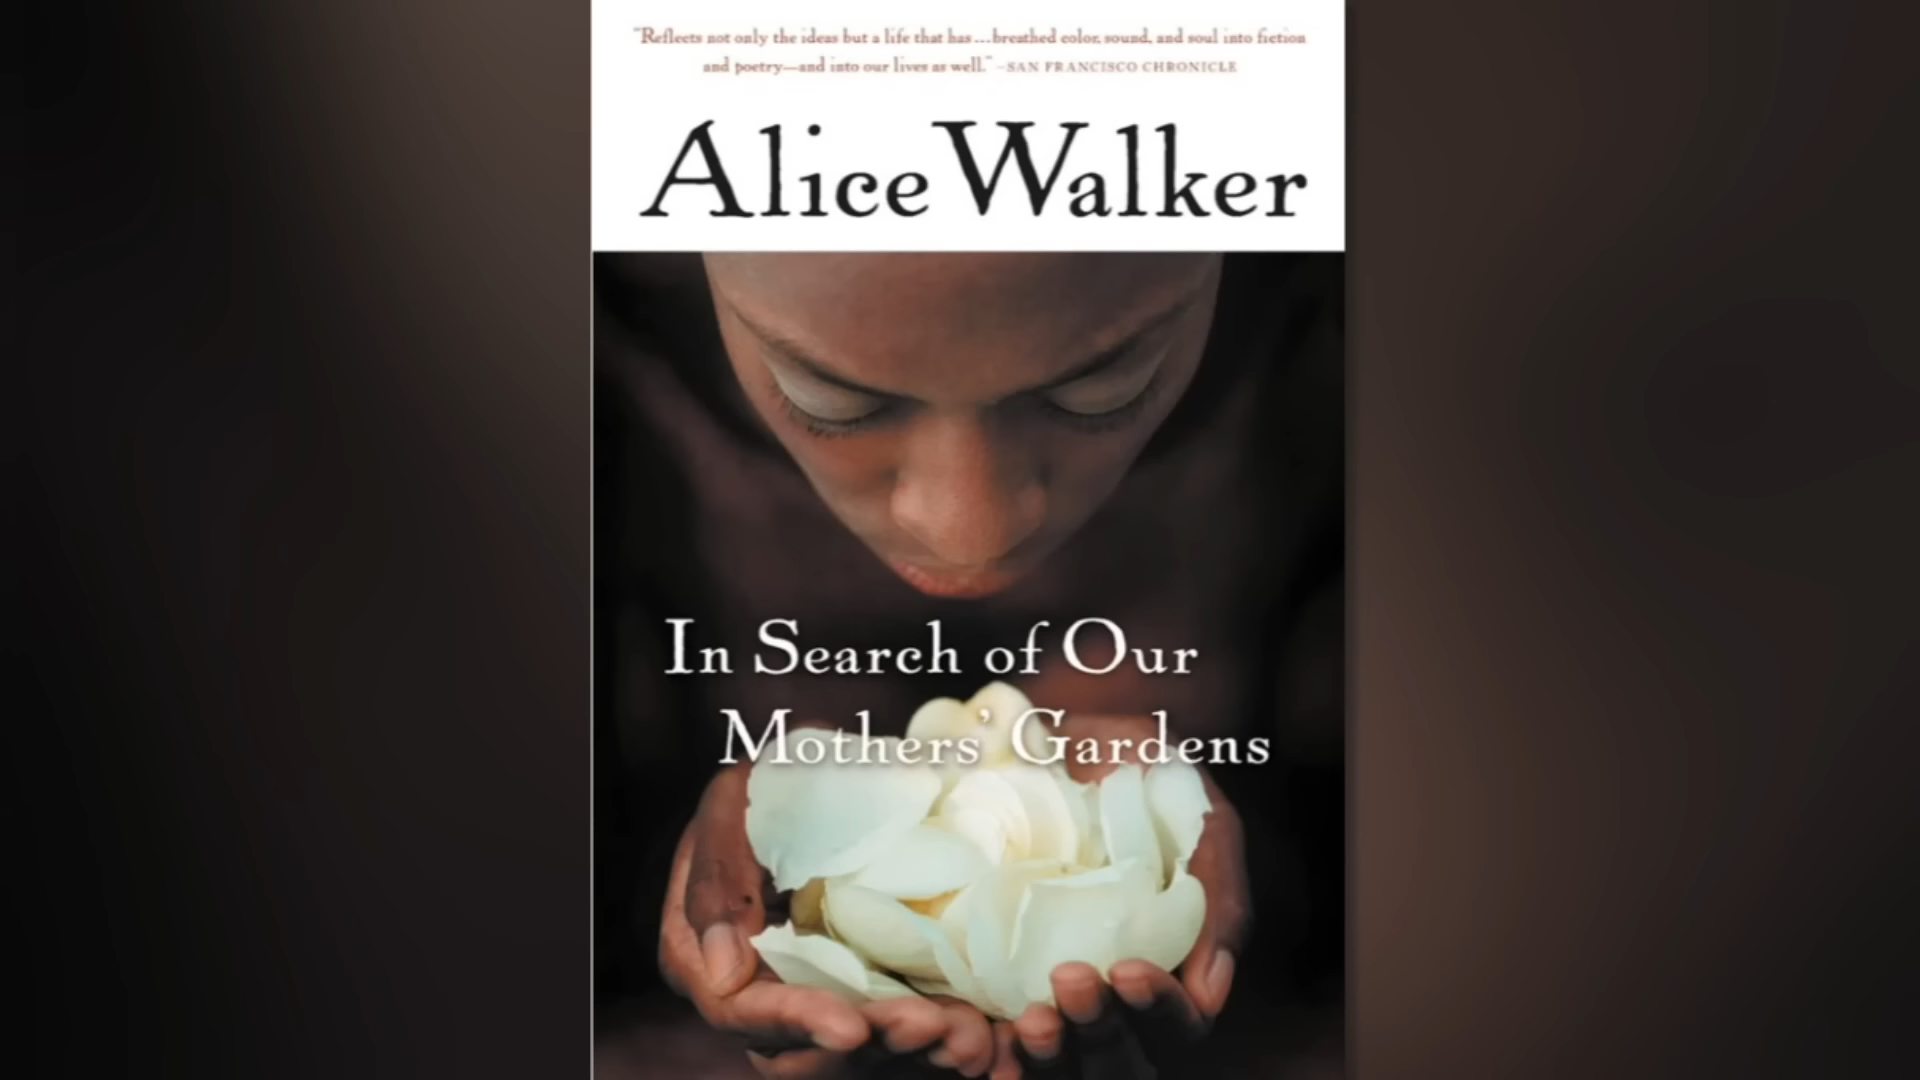 "Reflects not only the ideas but a life that has...breathed color, sound, and soul into fiction
and poetry—and into our lives as well." –SAN FRANCISCO CHRONICLE
Alice Walker
In Search of Our
Mothers' Gardens